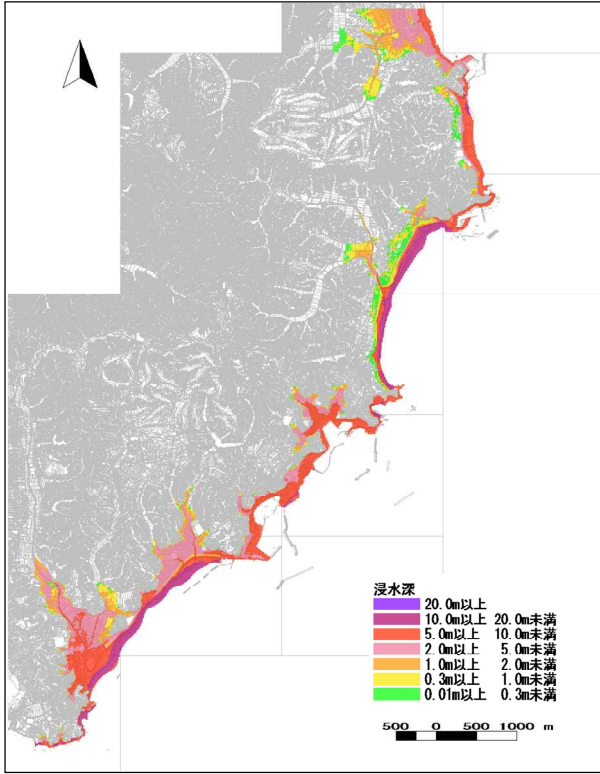 浸水深
20.0m以上
10.0m以上 20.0m未満
5.0m以上 10.0m未満
2.0m以上 5.0m未満
1.0m以上 2.0m未満
0.3m以上 1.0m未満
0.01m以上 0.3m未満
500 0 500 1000 m